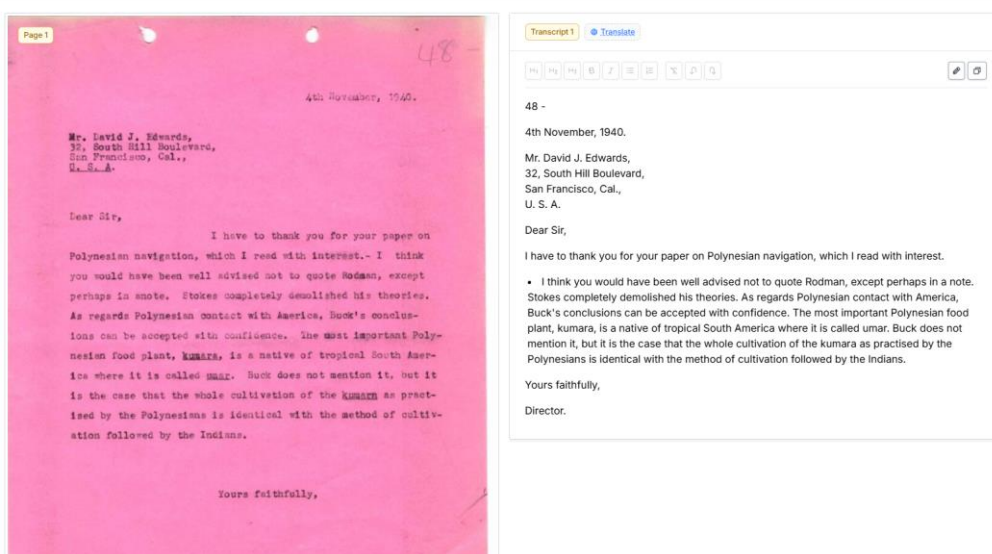 Page 1
48 -
4th November, 1940.
Mr. David J. Edwards,
32, South Hill Boulevard,
San Francisco, Cal.,
U. S. A.
Dear Sir,
I have to thank you for your paper on
Polynesian navigation, which I read with interest.- I think
you would have been well advised not to quote Rodman, except
perhaps in anote. Stokes completely demolished his theories.
As regards Polynesian contact with America, Buck's conclus-
ions can be accepted with confidence. The most important Poly-
nesian food plant, kumara, is a native of tropical South Amer-
ica where it is called umar. Buck does not mention it, but it
is the case that the whole cultivation of the kumara as pract-
ised by the Polynesians is identical with the method of cultiv-
ation followed by the Indians.
Yours faithfully,
Transcript 1 Translate
H1 H2 H3 B I
48 -
4th November, 1940.
Mr. David J. Edwards,
32, South Hill Boulevard,
San Francisco, Cal.,
U. S. A.
Dear Sir,
I have to thank you for your paper on Polynesian navigation, which I read with interest.
• I think you would have been well advised not to quote Rodman, except perhaps in a note.
Stokes completely demolished his theories. As regards Polynesian contact with America,
Buck's conclusions can be accepted with confidence. The most important Polynesian food
plant, kumara, is a native of tropical South America where it is called umar. Buck does not
mention it, but it is the case that the whole cultivation of the kumara as practised by the
Polynesians is identical with the method of cultivation followed by the Indians.
Yours faithfully,
Director.